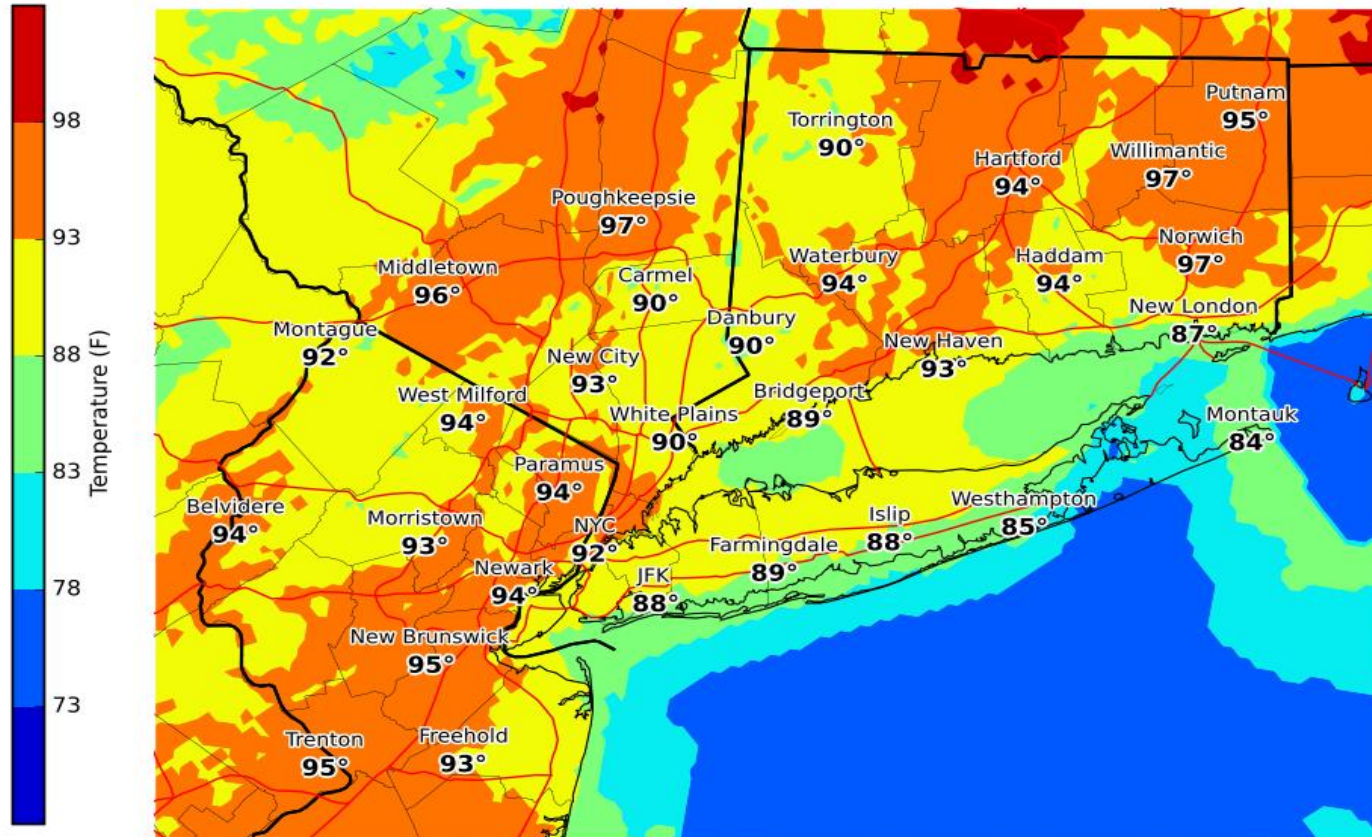 98
93
88
83
78
73
Temperature (F)
Putnam
95°
Torrington
90°
Hartford
94°
Willimantic
97°
Poughkeepsie
97°
Middletown
96°
Carmel
90°
Waterbury
94°
Haddam
94°
Norwich
97°
Montague
92°
New City
93°
Danbury
90°
New Haven
93°
New London
87°
West Milford
94°
White Plains
90°
Bridgeport
89°
Montauk
84°
Paramus
94°
Belvidere
94°
Morristown
93°
NYC
92°
Farmingdale
89°
Islip
88°
Westhampton
85°
Newark
94°
JFK
88°
New Brunswick
95°
Trenton
95°
Freehold
93°